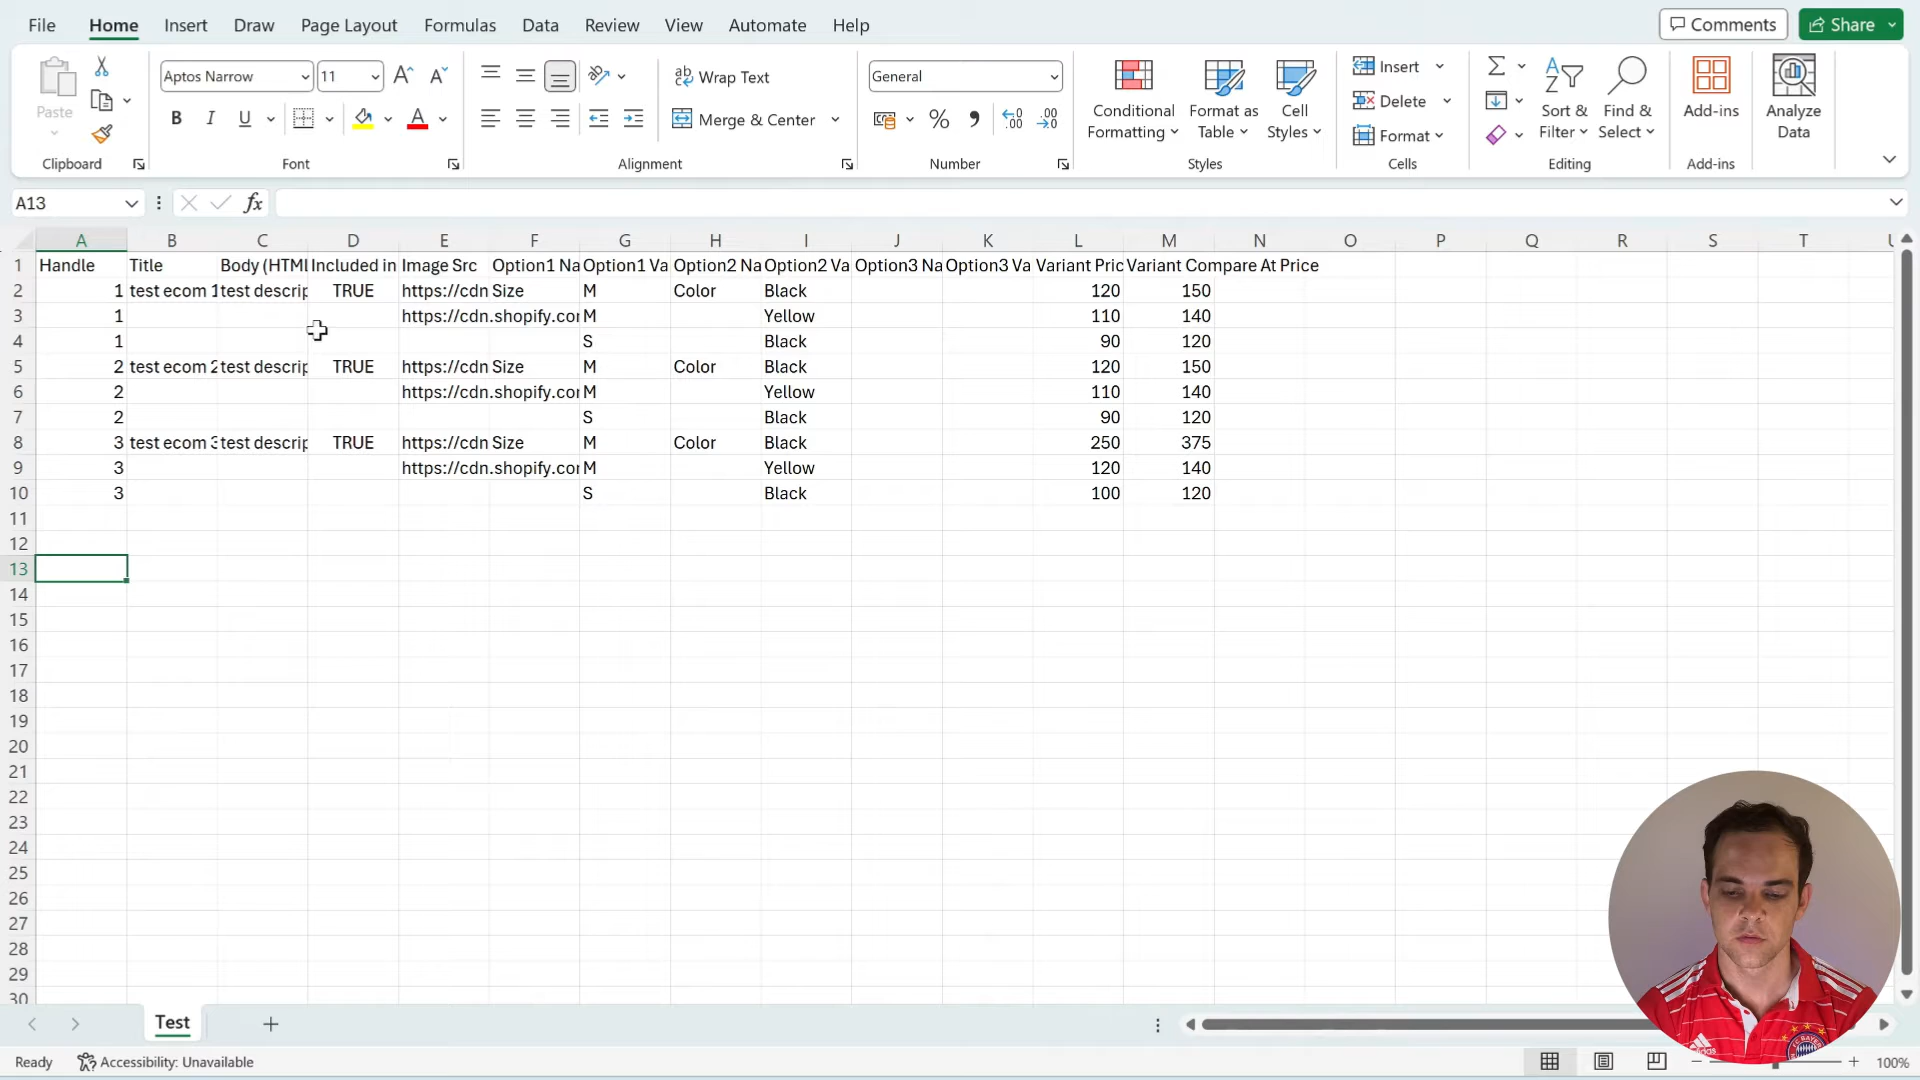 File Home Insert Draw Page Layout Formulas Data Review View Automate Help Comments Share
Paste
Clipboard
Aptos Narrow 11
B I U A
Font
Wrap Text
Merge & Center
Alignment
General
Number
Conditional Formatting
Format as Table
Cell Styles
Styles
Insert
Delete
Format
Cells
Sort & Filter
Find & Select
Editing
Add-ins
Add-ins
Analyze Data
A13 fx
A B C D E F G H I J K L M N O P Q R S T U
1 Handle Title Body (HTML Included in Image Src Option1 Na Option1 Va Option2 Na Option2 Va Option3 Na Option3 Va Variant Pric Variant Compare At Price
2 1 test ecom 1 test descrip TRUE https://cdn Size M Color Black 120 150
3 1 https://cdn.shopify.cor M Yellow 110 140
4 1 S Black 90 120
5 2 test ecom 2 test descrip TRUE https://cdn Size M Color Black 120 150
6 2 https://cdn.shopify.cor M Yellow 110 140
7 2 S Black 90 120
8 3 test ecom 3 test descrip TRUE https://cdn Size M Color Black 250 375
9 3 https://cdn.shopify.cor M Yellow 120 140
10 3 S Black 100 120
11
12
13
14
15
16
17
18
19
20
21
22
23
24
25
26
27
28
29
30
Test
Ready Accessibility: Unavailable 100%